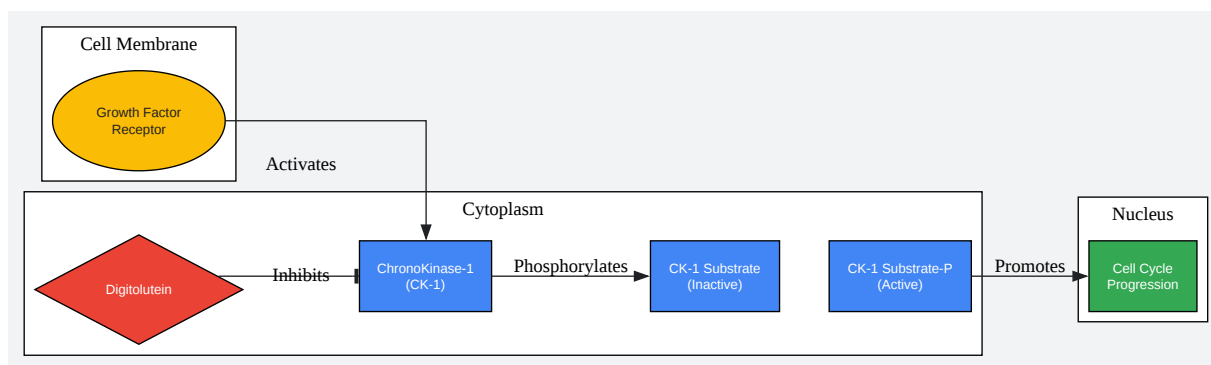 Cell Membrane
Growth Factor
Receptor
Activates
Cytoplasm
Digitolutein
Inhibits
ChronoKinase-1
(CK-1)
Phosphorylates
CK-1 Substrate
(Inactive)
CK-1 Substrate-P
(Active)
Promotes
Nucleus
Cell Cycle
Progression